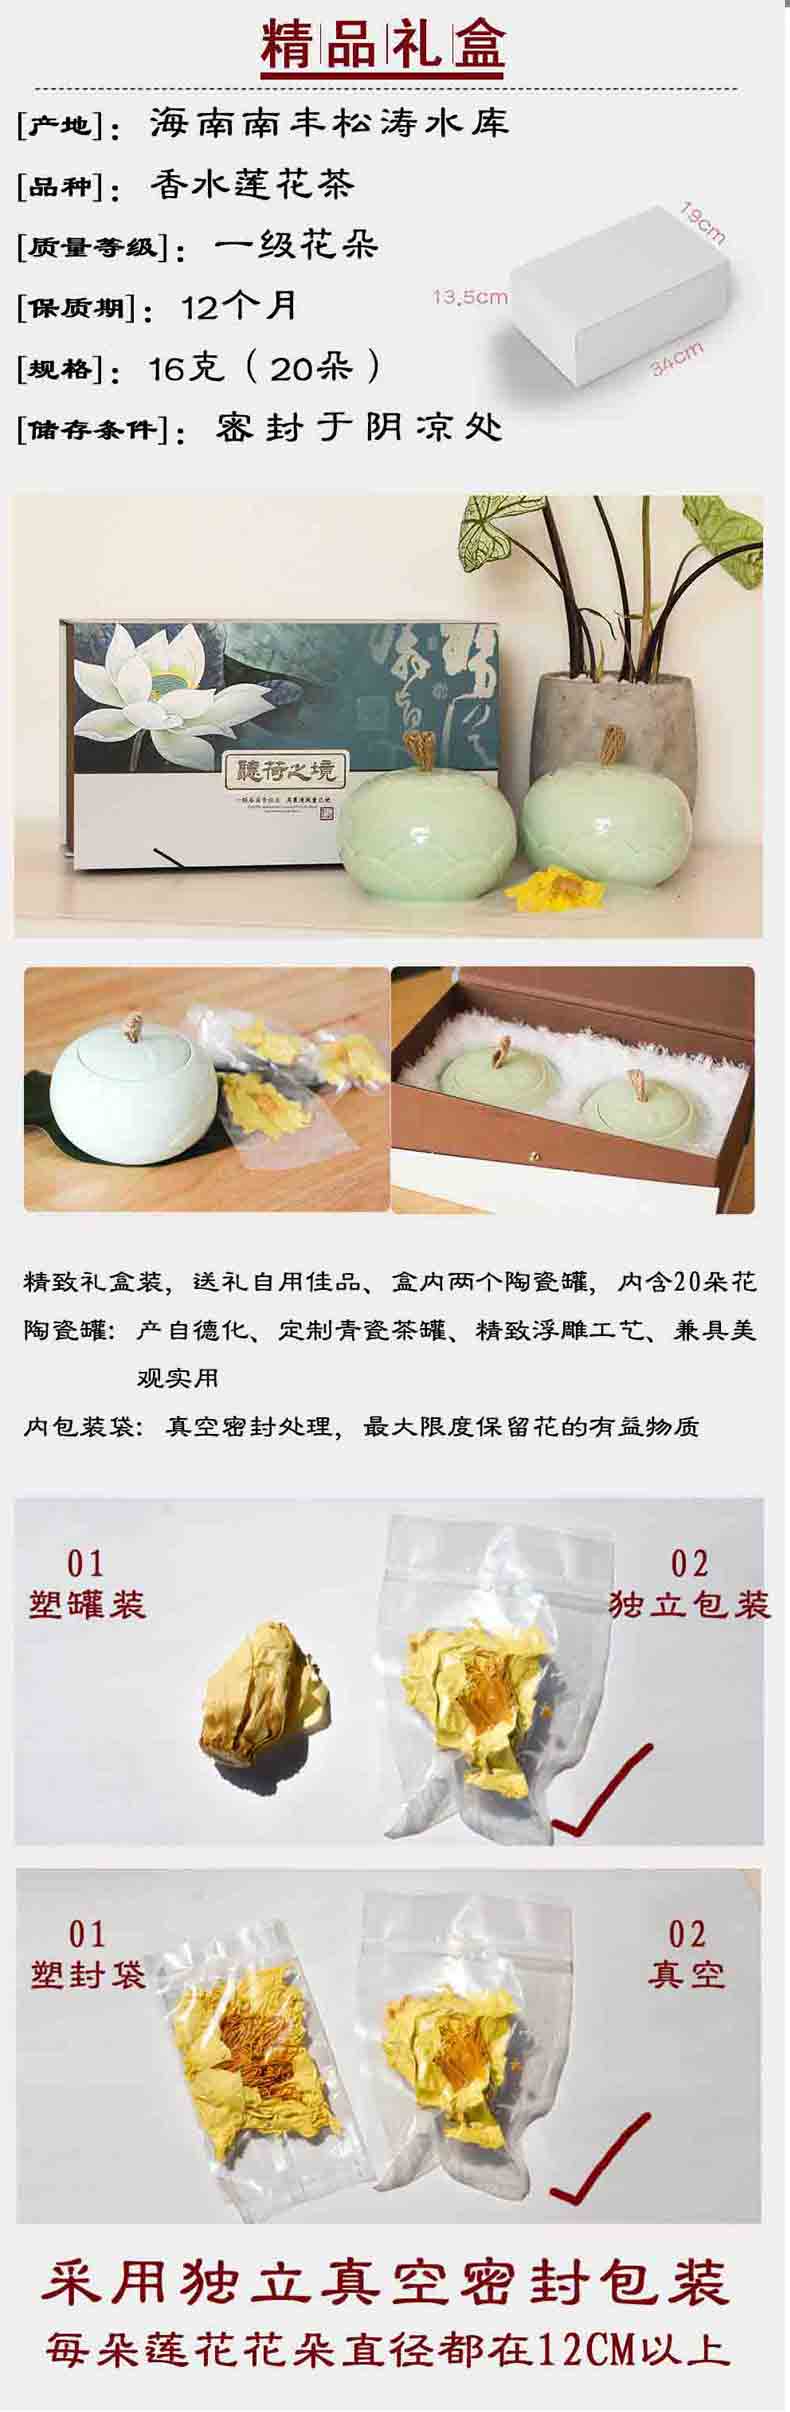 精品礼盒
[产地]：海南南丰松涛水库
[品种]：香水莲花茶
[质量等级]：一级花朵
[保质期]：12个月
[规格]：16克（20朵）
[储存条件]：密封于阴凉处
19cm
13.5cm
34cm
聽荷之境
精致礼盒装，送礼自用佳品、盒内两个陶瓷罐，内含20朵花
陶瓷罐：产自德化、定制青瓷茶罐、精致浮雕工艺、兼具美
观实用
内包装袋：真空密封处理，最大限度保留花的有益物质
01
塑罐装
02
独立包装
01
塑封袋
02
真空
采用独立真空密封包装
每朵莲花花朵直径都在12CM以上